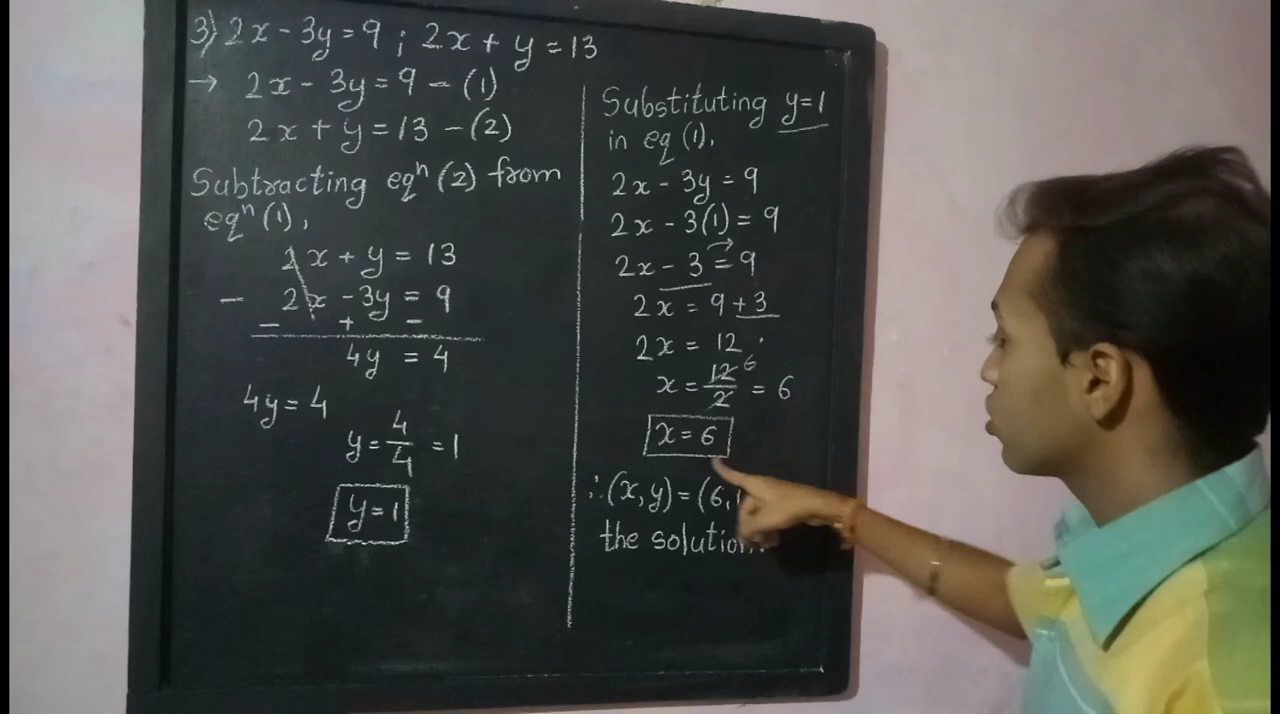 3) 2x - 3y = 9 ; 2x + y = 13
→ 2x - 3y = 9 - (1)
2x + y = 13 - (2)
Subtracting eqⁿ (2) from
eqⁿ (1),
2x + y = 13
- 2x - 3y = 9
- + -
4y = 4
4y = 4
y = 4/4 = 1
y = 1
Substituting y = 1
in eq (1),
2x - 3y = 9
2x - 3(1) = 9
2x - 3 = 9
2x = 9 + 3
2x = 12
6
x = 12/2 = 6
x = 6
∴ (x, y) = (6,
the solution.